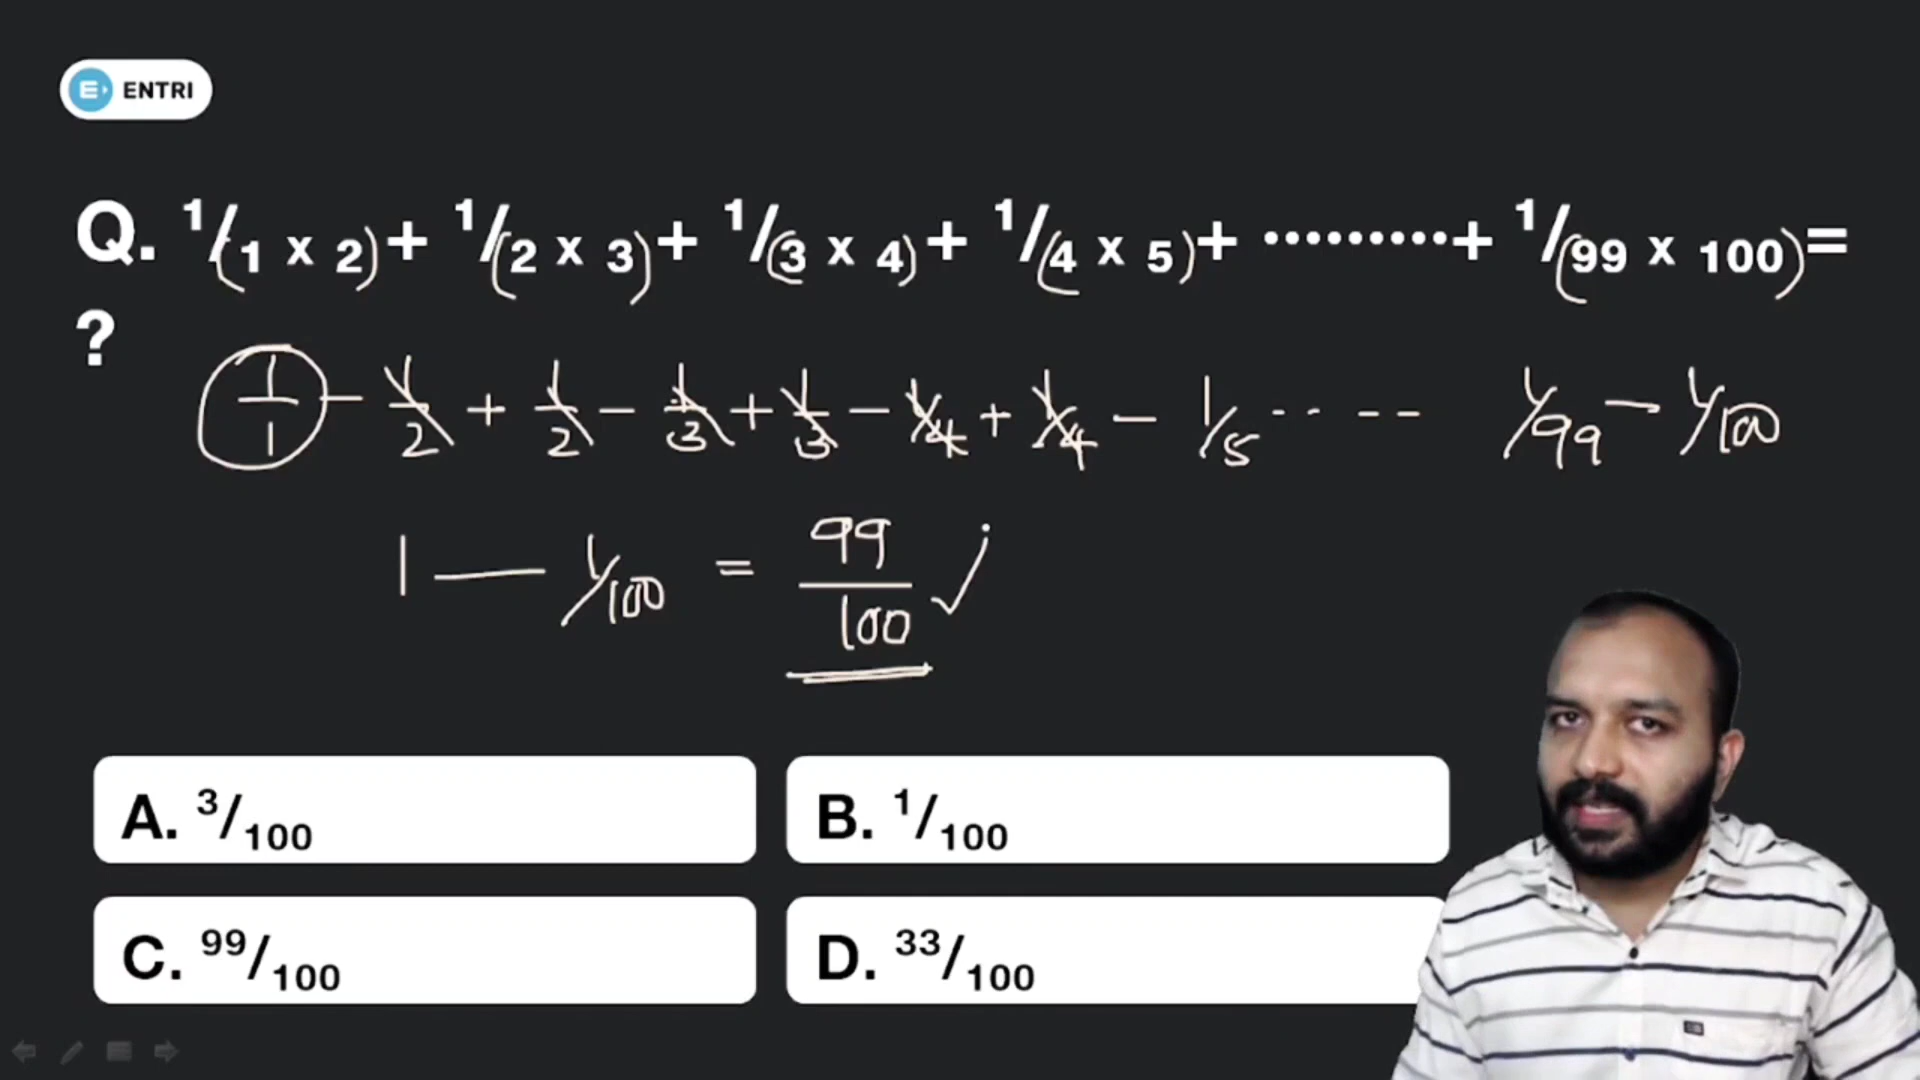 ENTRI
Q. 1/(1 x 2) + 1/(2 x 3) + 1/(3 x 4) + 1/(4 x 5) + .......... + 1/(99 x 100) =
?
1/1 - 1/2 + 1/2 - 1/3 + 1/3 - 1/4 + 1/4 - 1/5 - - - - 1/99 - 1/100
1 - 1/100 = 99/100 ✓
A. 3/100
B. 1/100
C. 99/100
D. 33/100